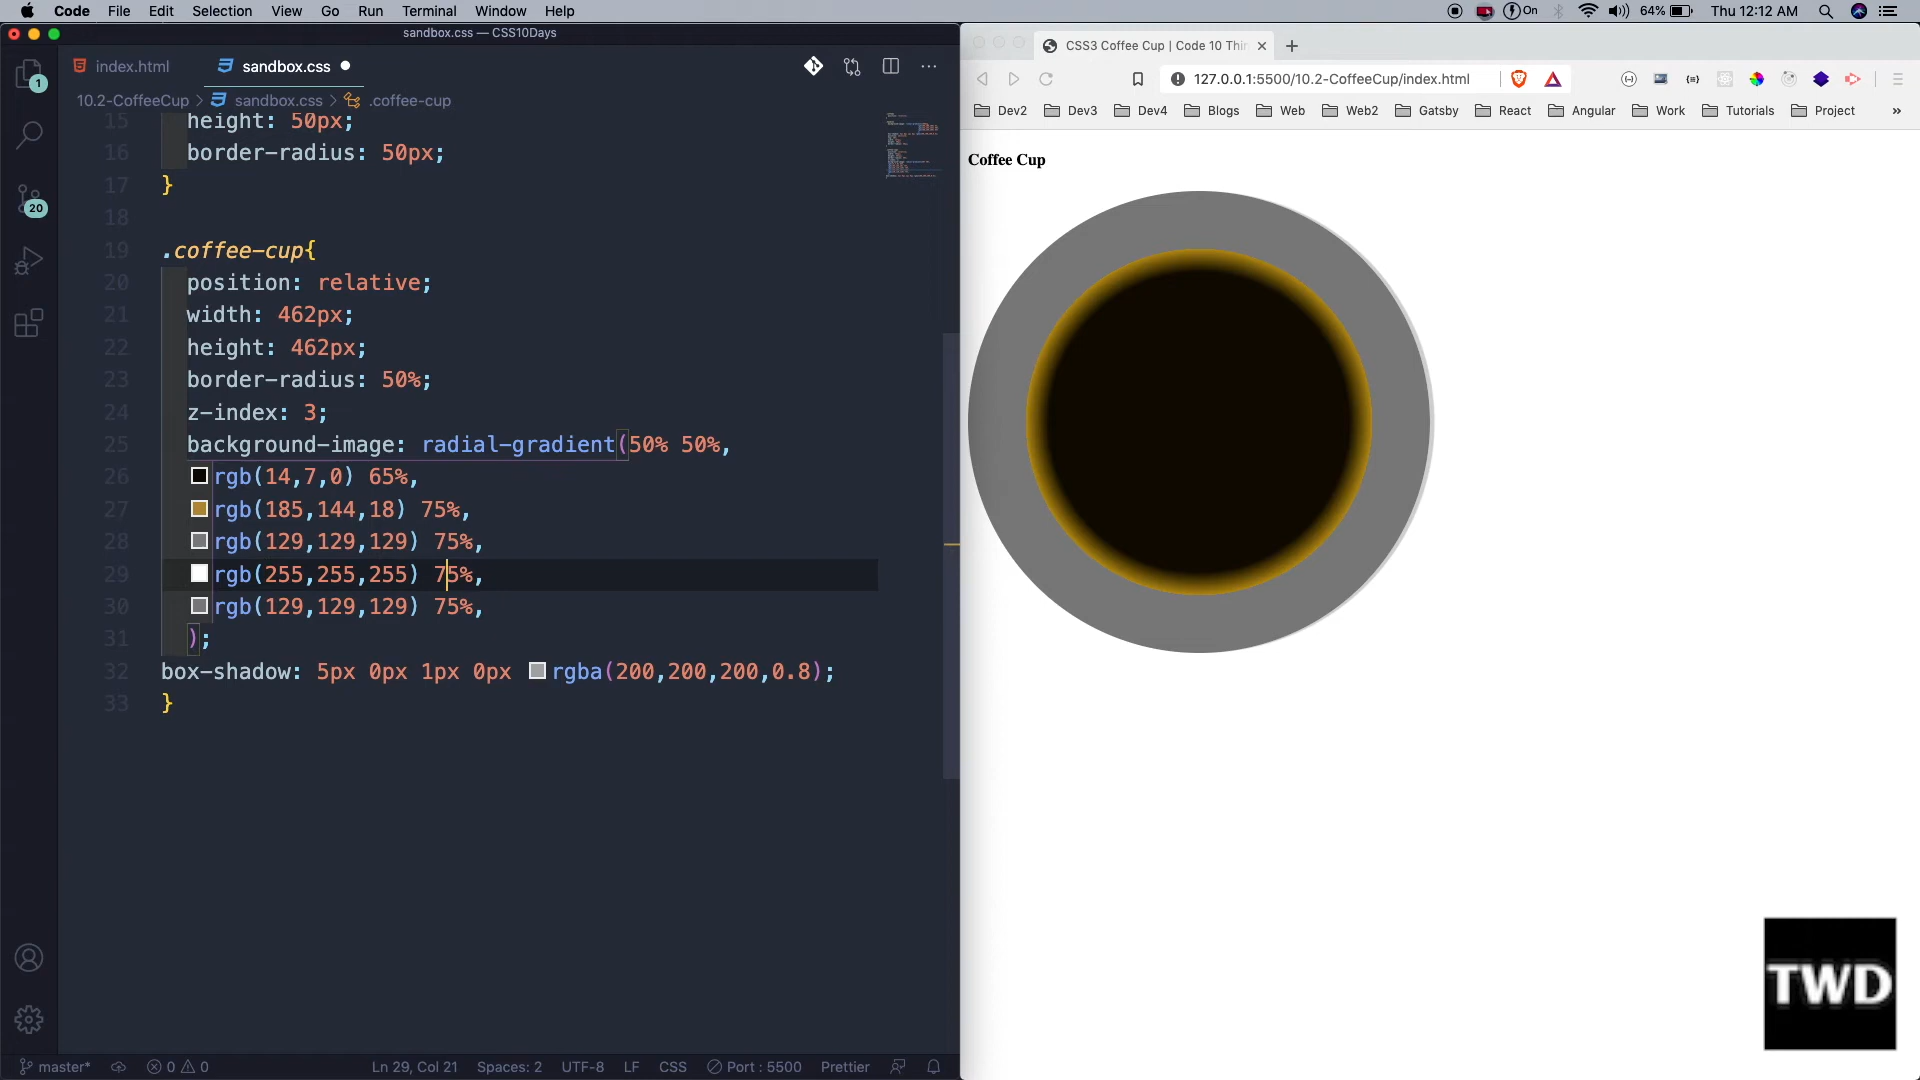 Code File Edit Selection View Go Run Terminal Window Help
On 64% Thu 12:12 AM
sandbox.css — CSS10Days
index.html sandbox.css
10.2-CoffeeCup > sandbox.css > .coffee-cup
1
20
15 height: 50px;
16 border-radius: 50px;
17 }
18
19 .coffee-cup{
20 position: relative;
21 width: 462px;
22 height: 462px;
23 border-radius: 50%;
24 z-index: 3;
25 background-image: radial-gradient(50% 50%,
26 rgb(14,7,0) 65%,
27 rgb(185,144,18) 75%,
28 rgb(129,129,129) 75%,
29 rgb(255,255,255) 75%,
30 rgb(129,129,129) 75%,
31 );
32 box-shadow: 5px 0px 1px 0px rgba(200,200,200,0.8);
33 }
master* 0 0 Ln 29, Col 21 Spaces: 2 UTF-8 LF CSS Port : 5500 Prettier
CSS3 Coffee Cup | Code 10 Thi
127.0.0.1:5500/10.2-CoffeeCup/index.html
Dev2 Dev3 Dev4 Blogs Web Web2 Gatsby React Angular Work Tutorials Project »
Coffee Cup
TWD